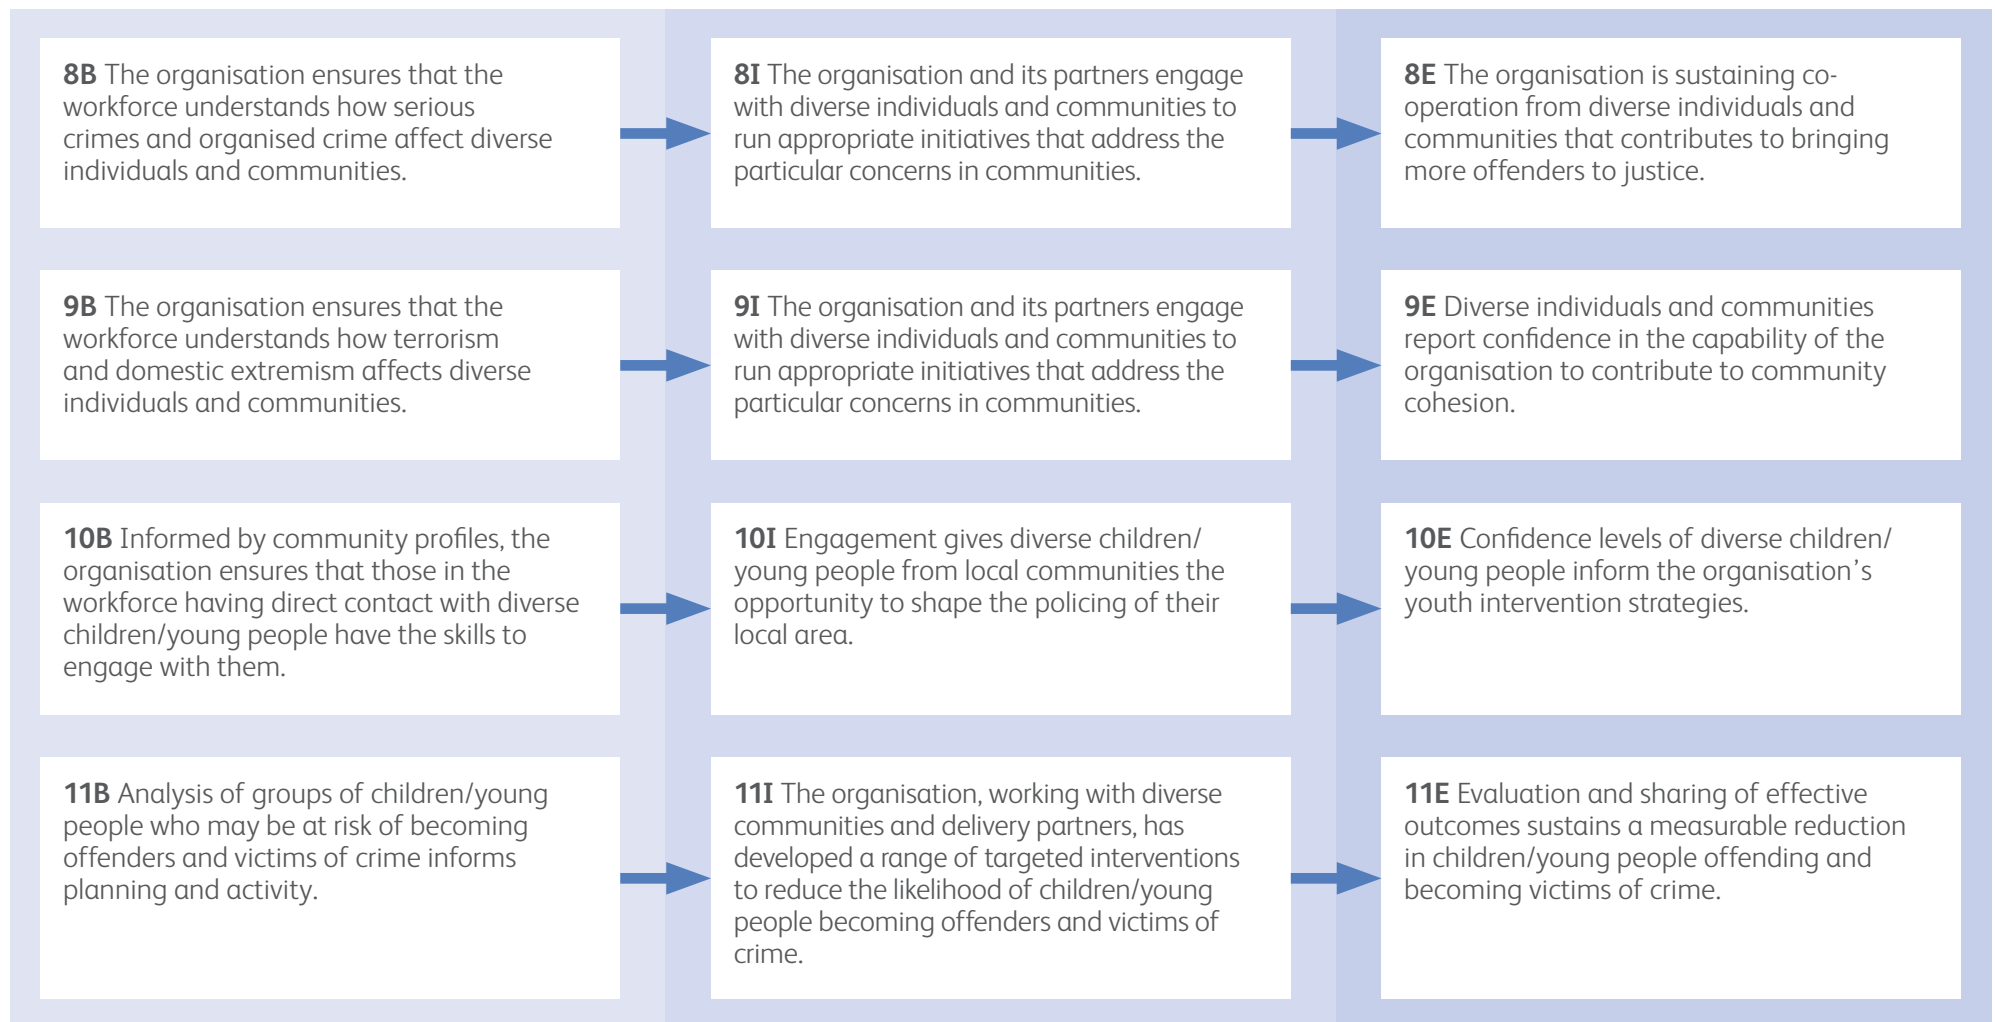 8B The organisation ensures that the
workforce understands how serious
crimes and organised crime affect diverse
individuals and communities.
8I The organisation and its partners engage
with diverse individuals and communities to
run appropriate initiatives that address the
particular concerns in communities.
8E The organisation is sustaining co-
operation from diverse individuals and
communities that contributes to bringing
more offenders to justice.
9B The organisation ensures that the
workforce understands how terrorism
and domestic extremism affects diverse
individuals and communities.
9I The organisation and its partners engage
with diverse individuals and communities to
run appropriate initiatives that address the
particular concerns in communities.
9E Diverse individuals and communities
report confidence in the capability of the
organisation to contribute to community
cohesion.
10B Informed by community profiles, the
organisation ensures that those in the
workforce having direct contact with diverse
children/young people have the skills to
engage with them.
10I Engagement gives diverse children/
young people from local communities the
opportunity to shape the policing of their
local area.
10E Confidence levels of diverse children/
young people inform the organisation’s
youth intervention strategies.
11B Analysis of groups of children/young
people who may be at risk of becoming
offenders and victims of crime informs
planning and activity.
11I The organisation, working with diverse
communities and delivery partners, has
developed a range of targeted interventions
to reduce the likelihood of children/young
people becoming offenders and victims of
crime.
11E Evaluation and sharing of effective
outcomes sustains a measurable reduction
in children/young people offending and
becoming victims of crime.